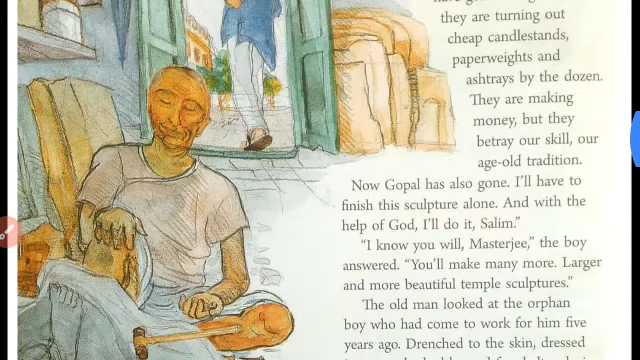 they are turning out
cheap candlestands,
paperweights and
ashtrays by the dozen.
They are making
money, but they
betray our skill, our
age-old tradition.
Now Gopal has also gone. I'll have to
finish this sculpture alone. And with the
help of God, I'll do it, Salim."
"I know you will, Masterjee," the boy
answered. "You'll make many more. Larger
and more beautiful temple sculptures."
The old man looked at the orphan
boy who had come to work for him five
years ago. Drenched to the skin, dressed